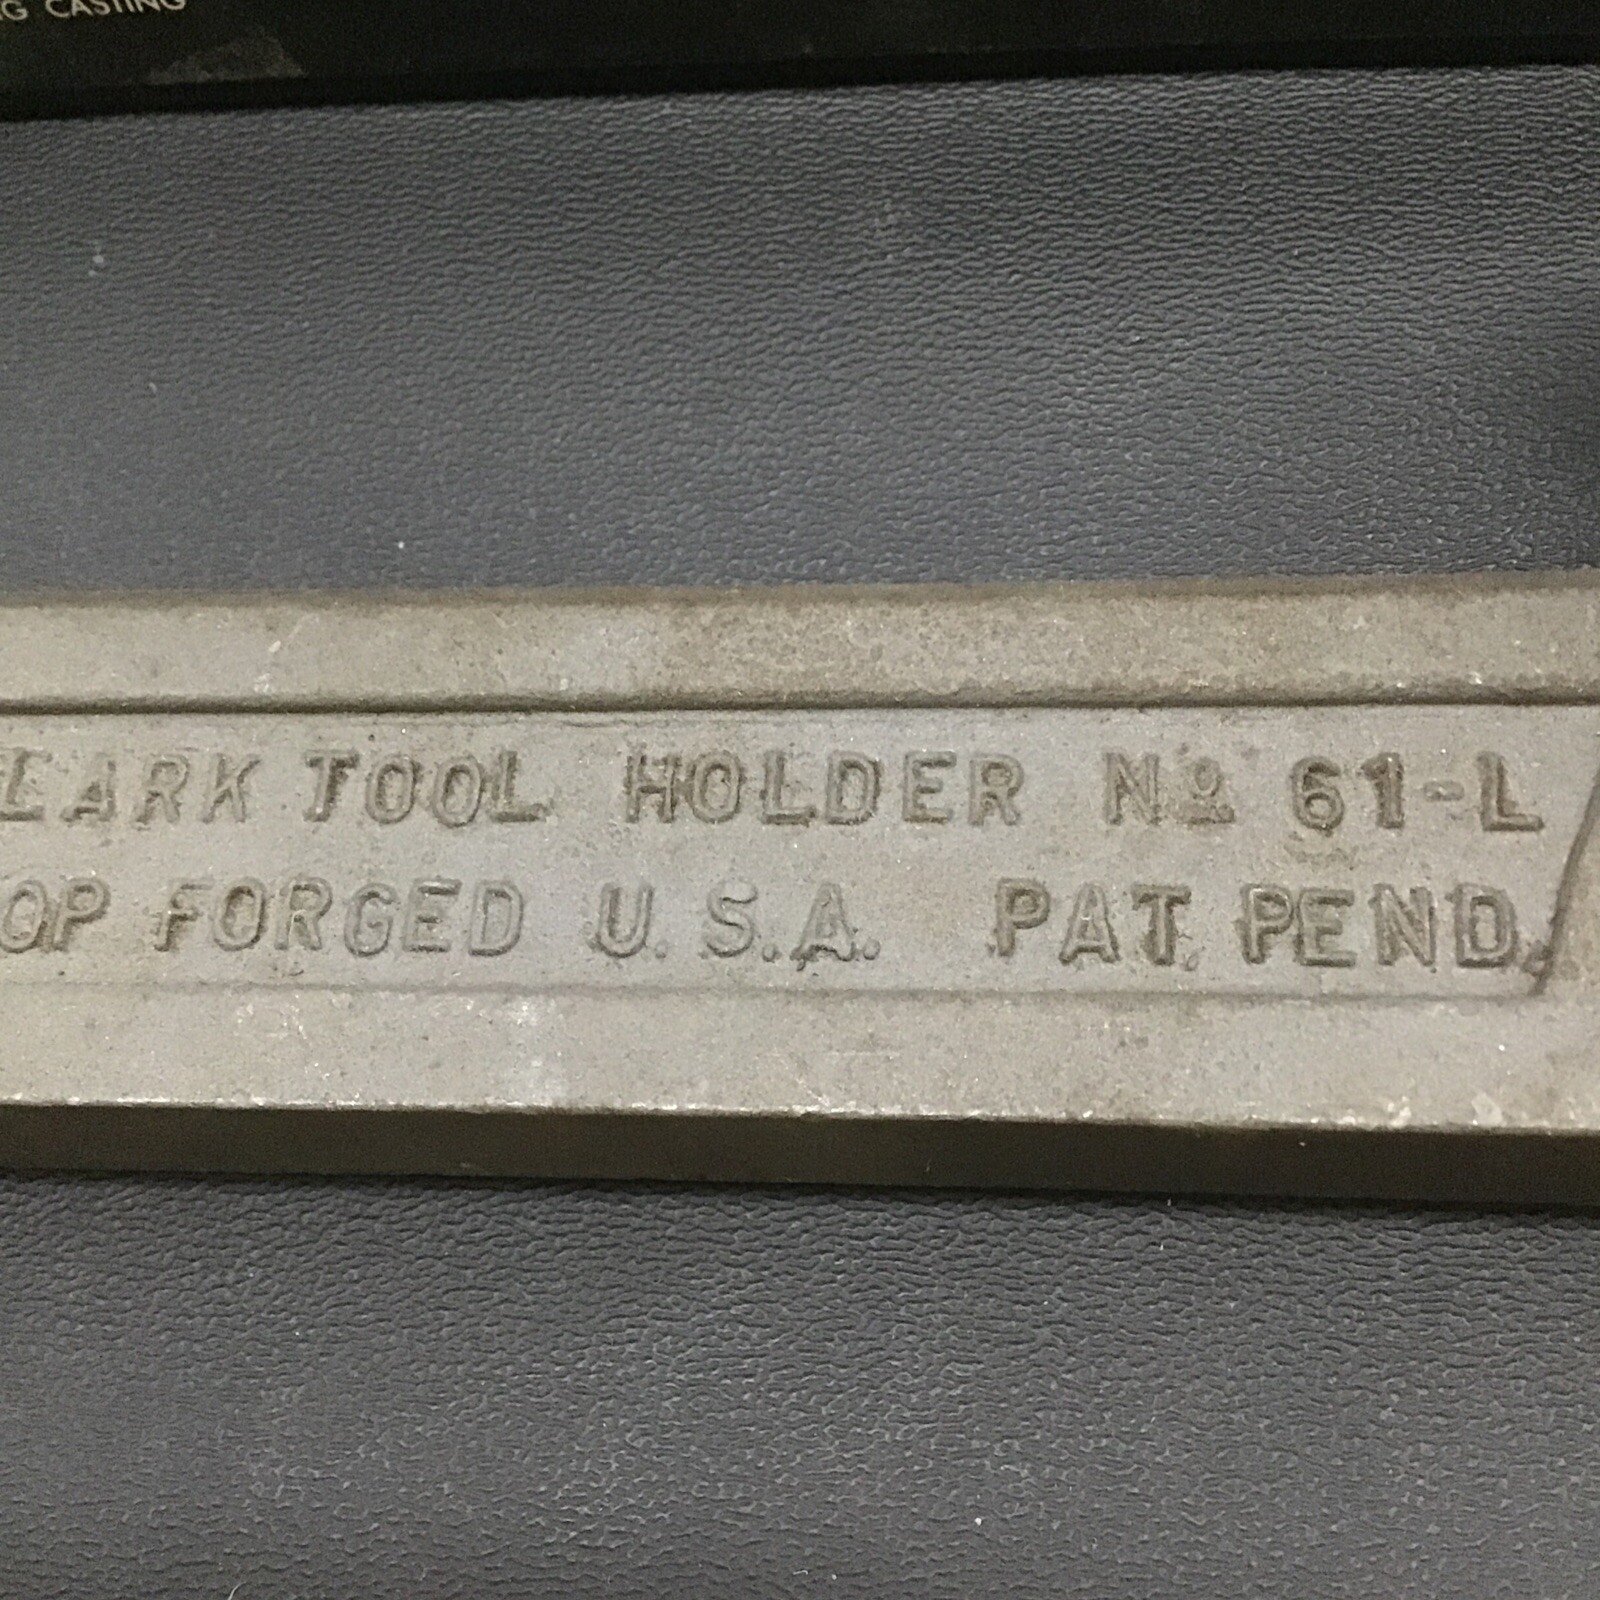 G CASTING
LARK TOOL HOLDER Nº 61-L
OP FORGED U.S.A. PAT. PEND.